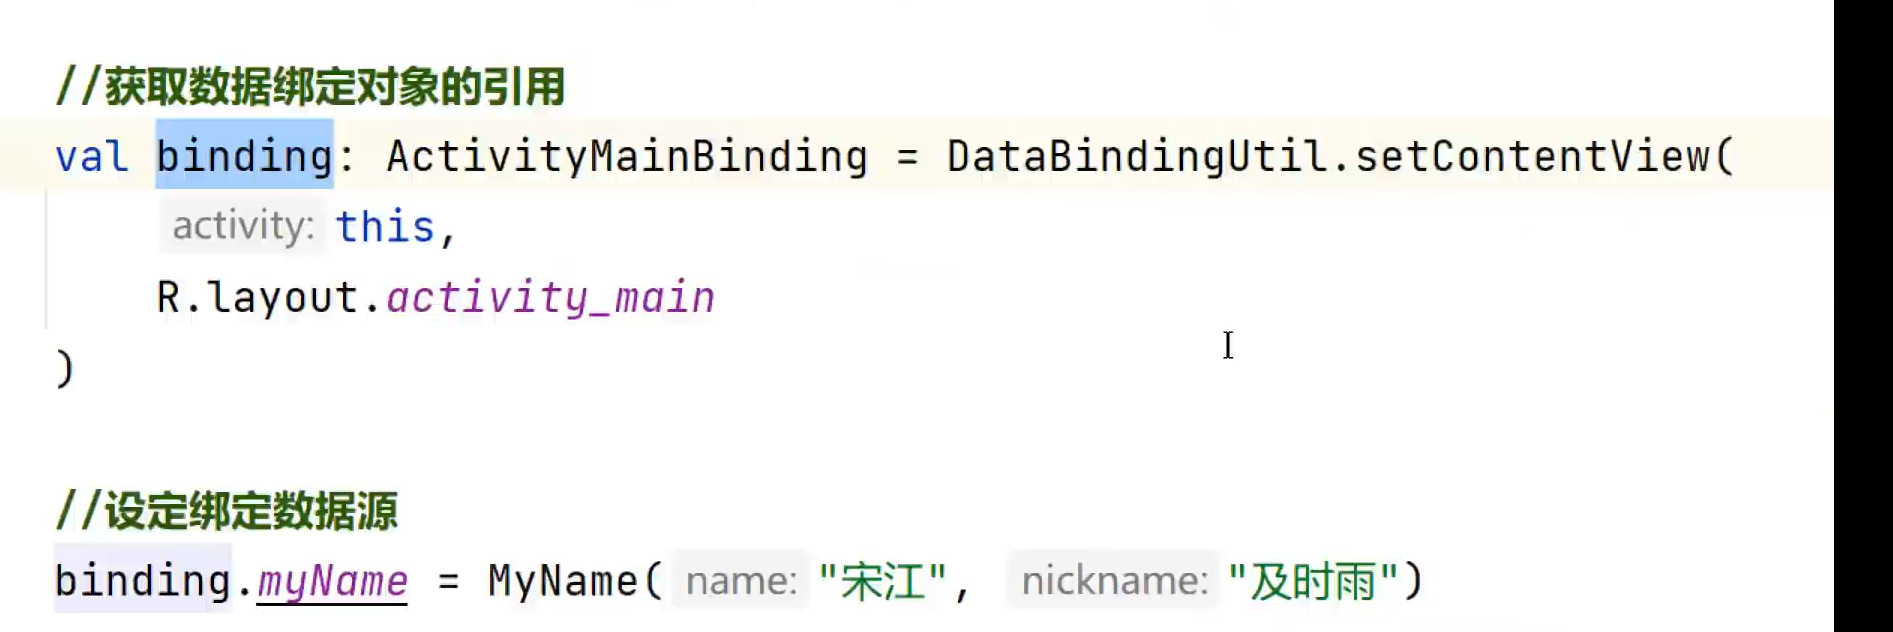 //获取数据绑定对象的引用
val binding: ActivityMainBinding = DataBindingUtil.setContentView(
activity: this,
R.layout.activity_main
)
//设定绑定数据源
binding.myName = MyName( name: "宋江", nickname: "及时雨")